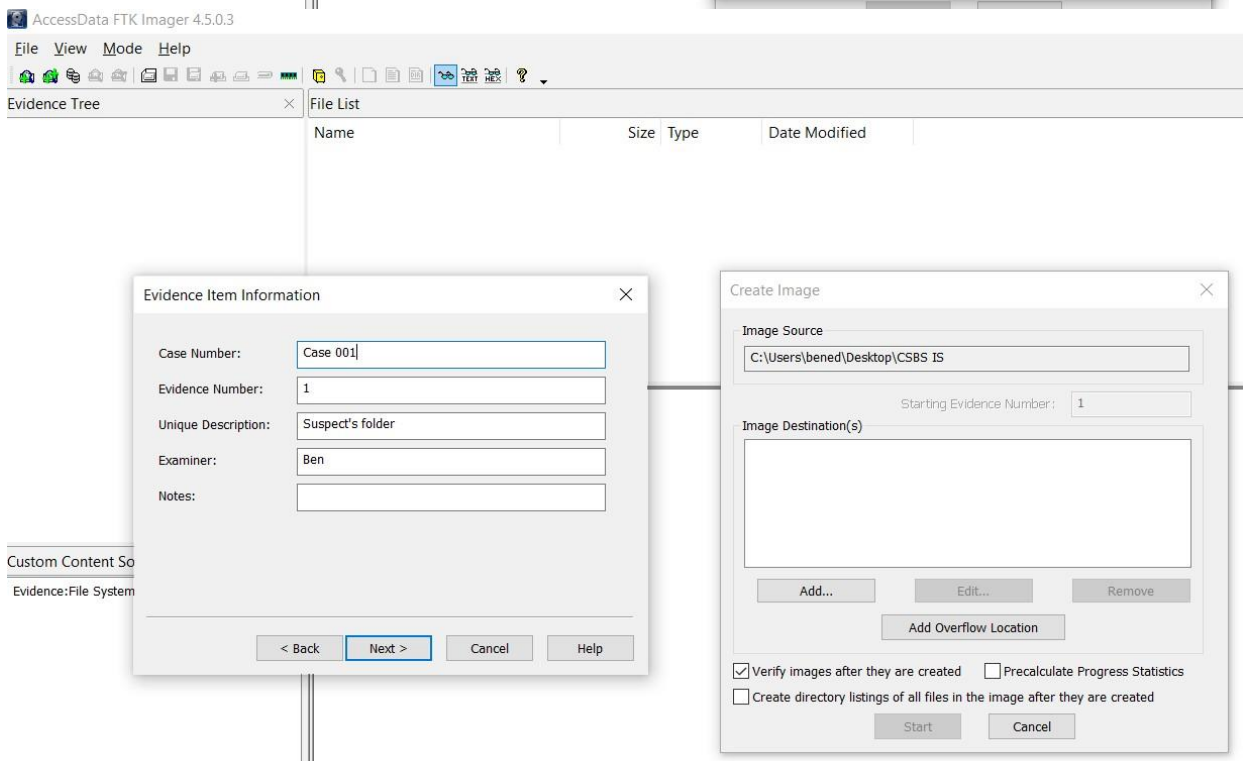 AccessData FTK Imager 4.5.0.3
File View Mode Help
TEXT HEX ?
Evidence Tree
File List
Name Size Type Date Modified
Evidence Item Information
Case Number: Case 001
Evidence Number: 1
Unique Description: Suspect's folder
Examiner: Ben
Notes:
< Back Next > Cancel Help
Custom Content So
Evidence:File System
Create Image
Image Source
C:\Users\bened\Desktop\CSBS IS
Starting Evidence Number: 1
Image Destination(s)
Add... Edit... Remove
Add Overflow Location
Verify images after they are created Precalculate Progress Statistics
Create directory listings of all files in the image after they are created
Start Cancel